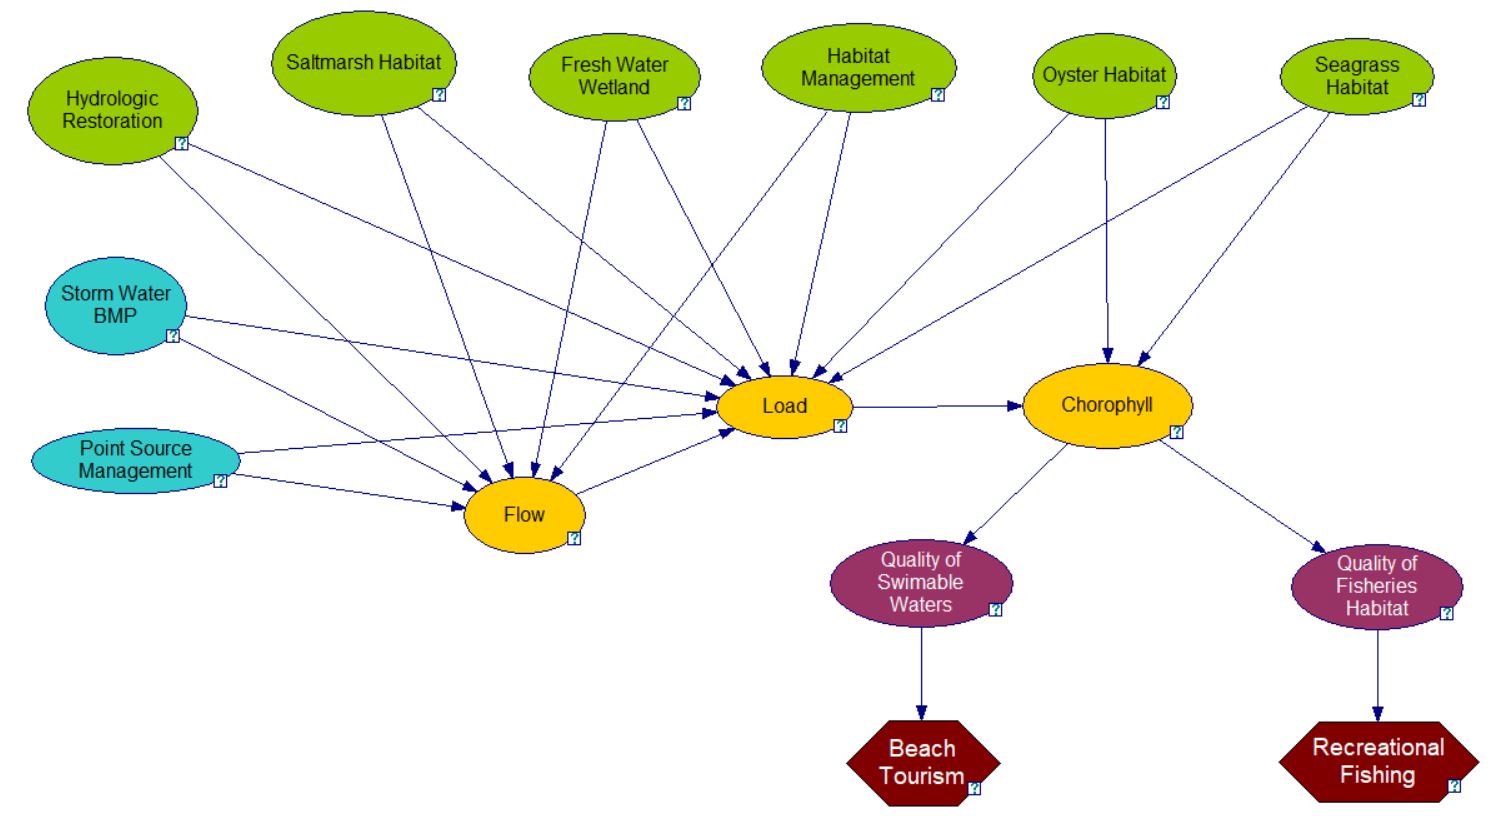 Hydrologic
Restoration
Saltmarsh Habitat
Fresh Water
Wetland
Habitat
Management
Oyster Habitat
Seagrass
Habitat
Storm Water
BMP
Point Source
Management
Load
Chorophyll
Flow
Quality of
Swimable
Waters
Quality of
Fisheries
Habitat
Beach
Tourism
Recreational
Fishing